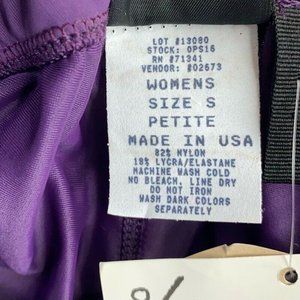 LOT #13080
STOCK: OPS16
RN #71341
VENDOR: #02673
WOMENS
SIZE S
PETITE
MADE IN USA
82% NYLON
18% LYCRA/ELASTANE
MACHINE WASH COLD
NO BLEACH, LINE DRY
DO NOT IRON
WASH DARK COLORS
SEPARATELY